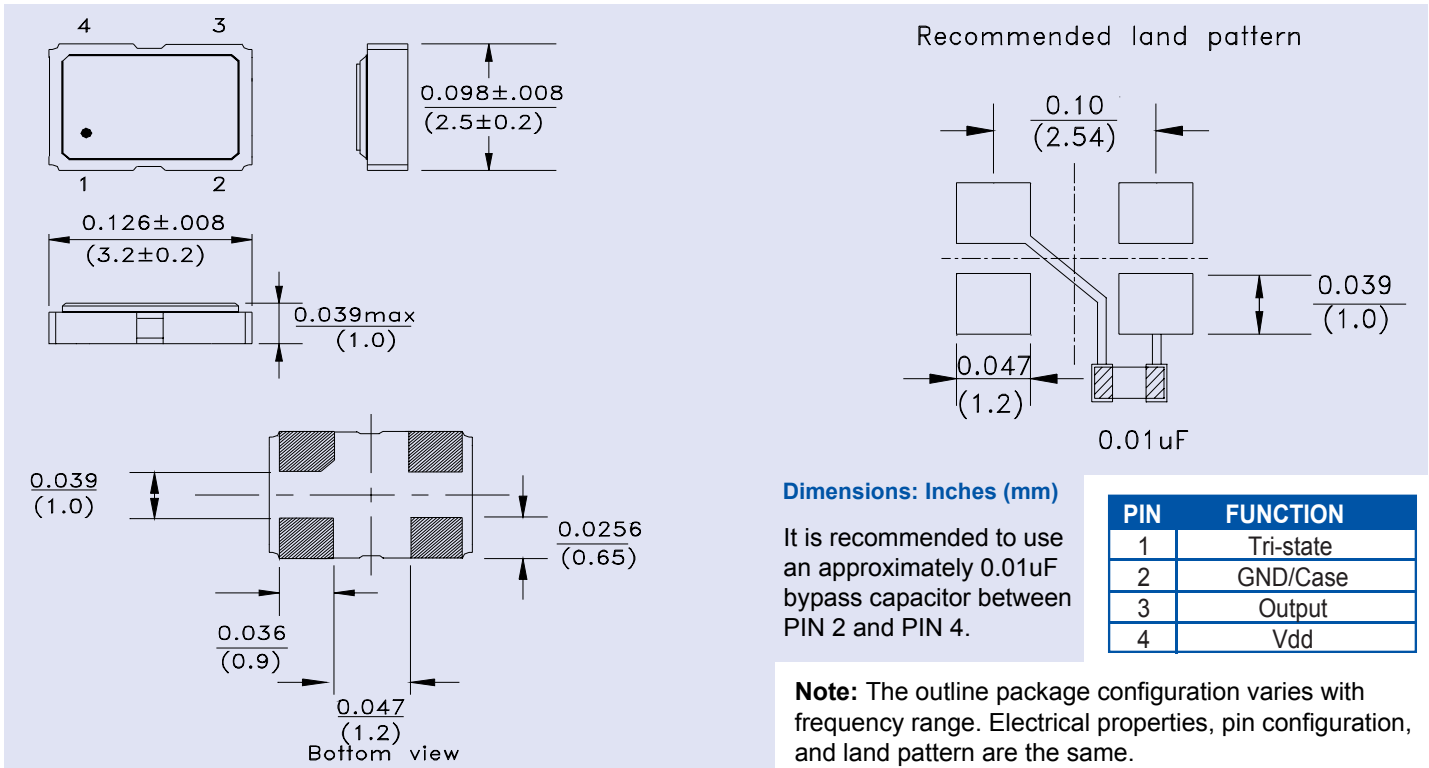 4 3
1 2
0.098±.008
(2.5±0.2)
0.126±.008
(3.2±0.2)
0.039max
(1.0)
0.039
(1.0)
0.0256
(0.65)
0.036
(0.9)
0.047
(1.2)
Bottom view
Recommended land pattern
0.10
(2.54)
0.039
(1.0)
0.047
(1.2)
0.01uF
Dimensions: Inches (mm)
It is recommended to use
an approximately 0.01uF
bypass capacitor between
PIN 2 and PIN 4.
PIN FUNCTION
1 Tri-state
2 GND/Case
3 Output
4 Vdd
Note: The outline package configuration varies with
frequency range. Electrical properties, pin configuration,
and land pattern are the same.